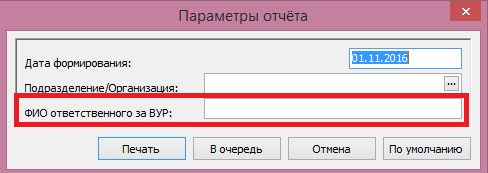 Параметры отчёта
Дата формирования: 01.11.2016
Подразделение/Организация: ...
ФИО ответственного за ВУР:
Печать В очередь Отмена По умолчанию